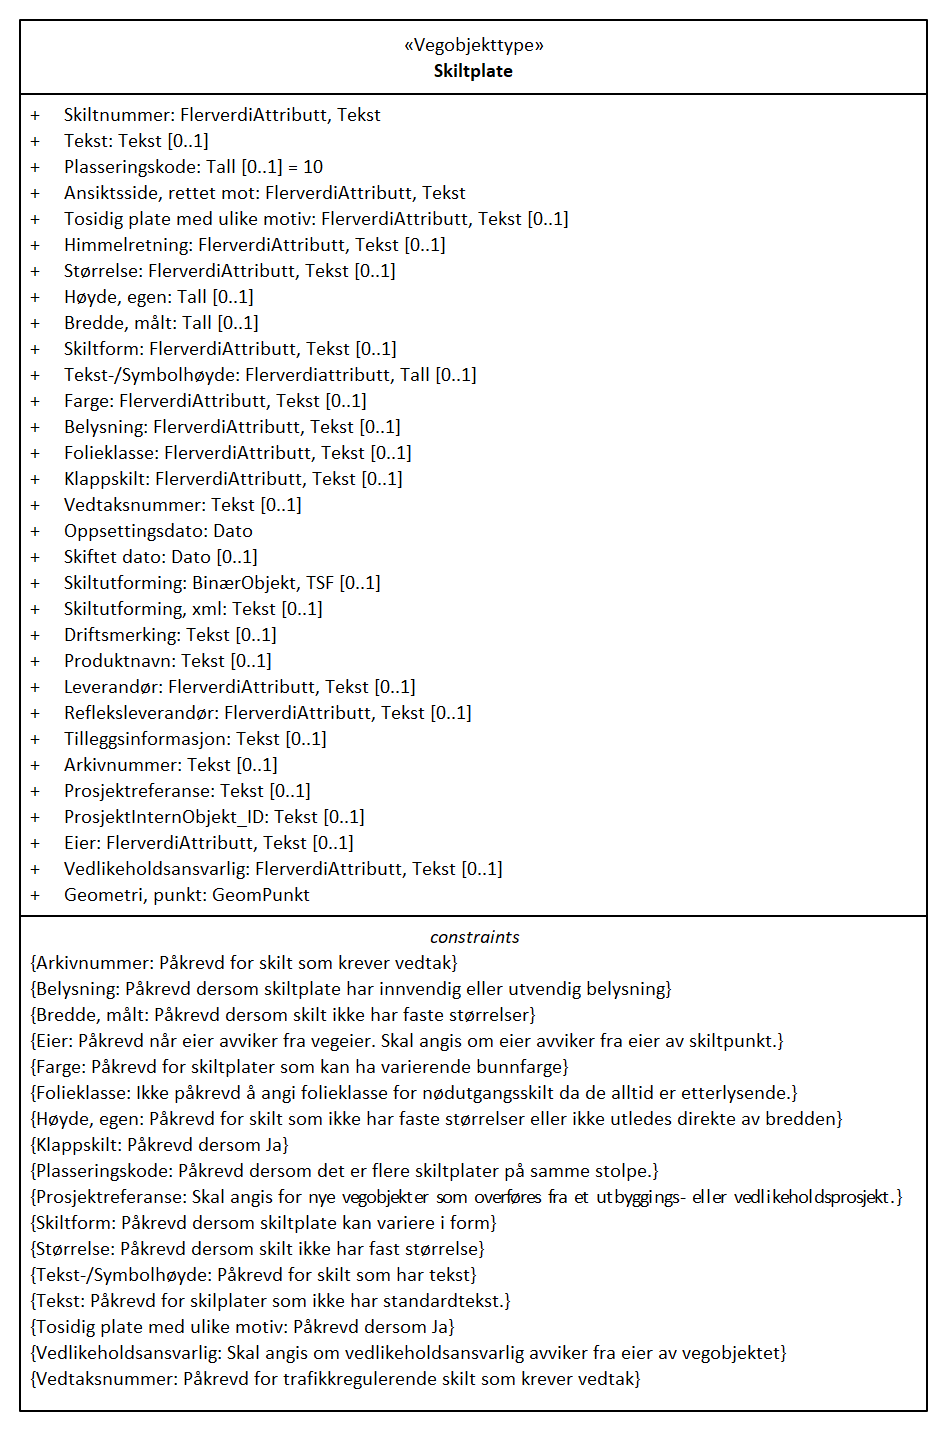 «Vegobjekttype»
Skiltplate
+ Skiltnummer: FlerverdiAttributt, Tekst
+ Tekst: Tekst [0..1]
+ Plasseringskode: Tall [0..1] = 10
+ Ansiktsside, rettet mot: FlerverdiAttributt, Tekst
+ Tosidig plate med ulike motiv: FlerverdiAttributt, Tekst [0..1]
+ Himmelretning: FlerverdiAttributt, Tekst [0..1]
+ Størrelse: FlerverdiAttributt, Tekst [0..1]
+ Høyde, egen: Tall [0..1]
+ Bredde, målt: Tall [0..1]
+ Skiltform: FlerverdiAttributt, Tekst [0..1]
+ Tekst-/Symbolhøyde: Flerverdiattributt, Tall [0..1]
+ Farge: FlerverdiAttributt, Tekst [0..1]
+ Belysning: FlerverdiAttributt, Tekst [0..1]
+ Folieklasse: FlerverdiAttributt, Tekst [0..1]
+ Klappskilt: FlerverdiAttributt, Tekst [0..1]
+ Vedtaksnummer: Tekst [0..1]
+ Oppsettingsdato: Dato
+ Skiftet dato: Dato [0..1]
+ Skiltutforming: BinærObjekt, TSF [0..1]
+ Skiltutforming, xml: Tekst [0..1]
+ Driftsmerking: Tekst [0..1]
+ Produktnavn: Tekst [0..1]
+ Leverandør: FlerverdiAttributt, Tekst [0..1]
+ Refleksleverandør: FlerverdiAttributt, Tekst [0..1]
+ Tilleggsinformasjon: Tekst [0..1]
+ Arkivnummer: Tekst [0..1]
+ Prosjektreferanse: Tekst [0..1]
+ ProsjektInternObjekt_ID: Tekst [0..1]
+ Eier: FlerverdiAttributt, Tekst [0..1]
+ Vedlikeholdsansvarlig: FlerverdiAttributt, Tekst [0..1]
+ Geometri, punkt: GeomPunkt
constraints
{Arkivnummer: Påkrevd for skilt som krever vedtak}
{Belysning: Påkrevd dersom skiltplate har innvendig eller utvendig belysning}
{Bredde, målt: Påkrevd dersom skilt ikke har faste størrelser}
{Eier: Påkrevd når eier avviker fra vegeier. Skal angis om eier avviker fra eier av skiltpunkt.}
{Farge: Påkrevd for skiltplater som kan ha varierende bunnfarge}
{Folieklasse: Ikke påkrevd å angi folieklasse for nødutgangsskilt da de alltid er etterlysende.}
{Høyde, egen: Påkrevd for skilt som ikke har faste størrelser eller ikke utledes direkte av bredden}
{Klappskilt: Påkrevd dersom Ja}
{Plasseringskode: Påkrevd dersom det er flere skiltplater på samme stolpe.}
{Prosjektreferanse: Skal angis for nye vegobjekter som overføres fra et utbyggings- eller vedlikeholdsprosjekt.}
{Skiltform: Påkrevd dersom skiltplate kan variere i form}
{Størrelse: Påkrevd dersom skilt ikke har fast størrelse}
{Tekst-/Symbolhøyde: Påkrevd for skilt som har tekst}
{Tekst: Påkrevd for skilplater som ikke har standardtekst.}
{Tosidig plate med ulike motiv: Påkrevd dersom Ja}
{Vedlikeholdsansvarlig: Skal angis om vedlikeholdsansvarlig avviker fra eier av vegobjektet}
{Vedtaksnummer: Påkrevd for trafikkregulerende skilt som krever vedtak}